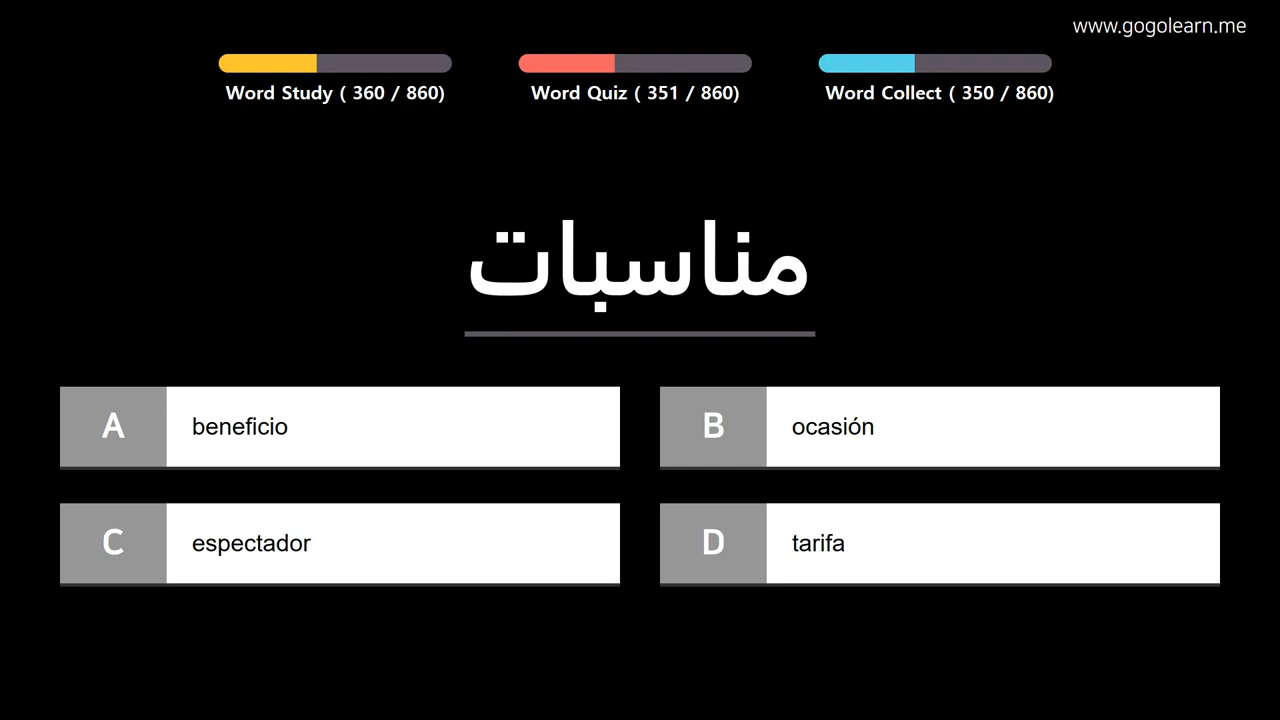 www.gogolearn.me
Word Study ( 360 / 860)
Word Quiz ( 351 / 860)
Word Collect ( 350 / 860)
مناسبات
A beneficio
B ocasión
C espectador
D tarifa